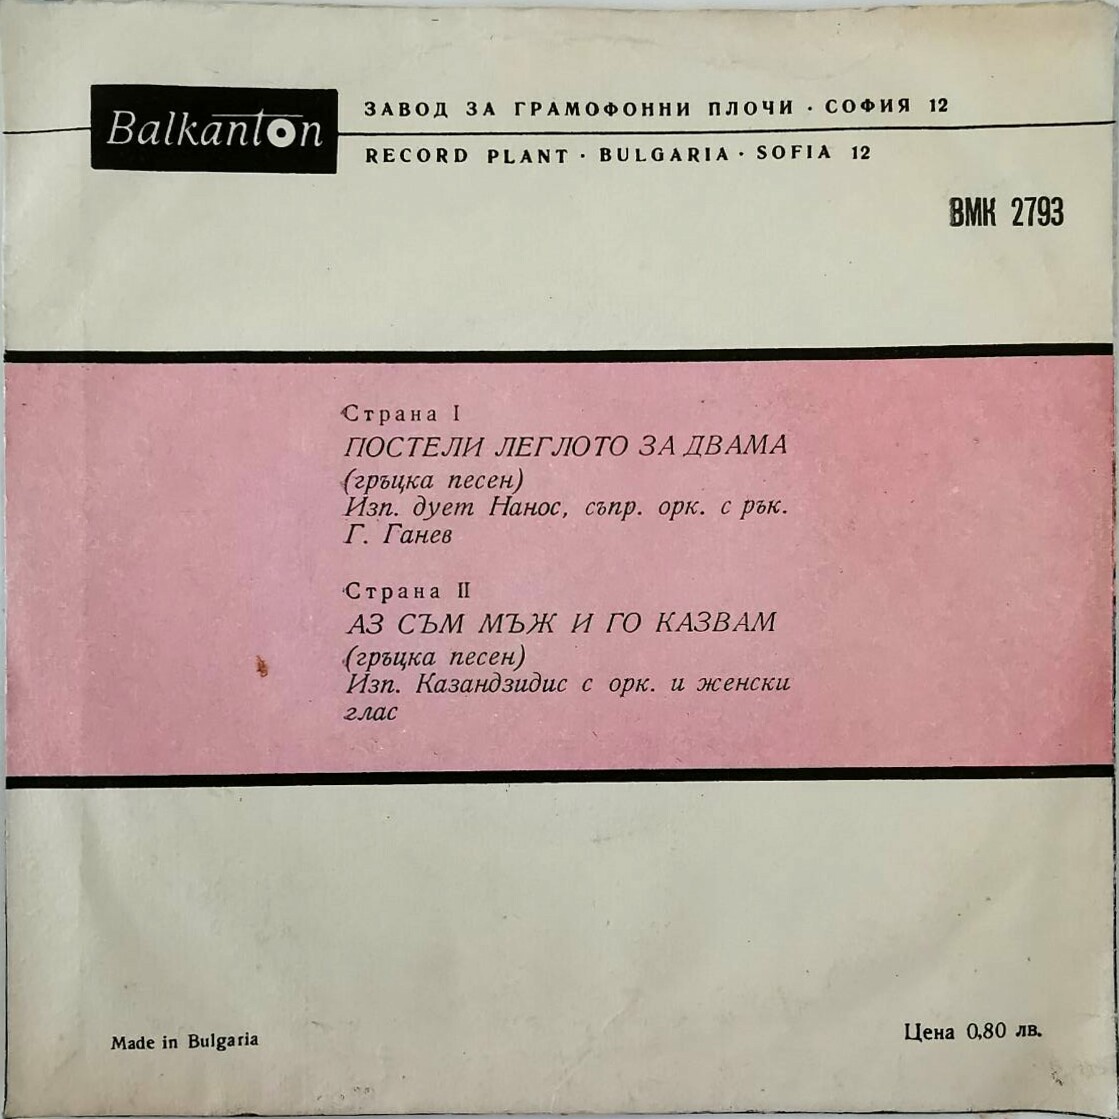 Balkanton
ЗАВОД ЗА ГРАМОФОННИ ПЛОЧИ · СОФИЯ 12
RECORD PLANT · BULGARIA · SOFIA 12
ВМК 2793
Страна I
ПОСТЕЛИ ЛЕГЛОТО ЗА ДВАМА
(гръцка песен)
Изп. дует Нанос, съпр. орк. с рък.
Г. Ганев
Страна II
АЗ СЪМ МЪЖ И ГО КАЗВАМ
(гръцка песен)
Изп. Казандзидис с орк. и женски
глас
Made in Bulgaria
Цена 0,80 лв.